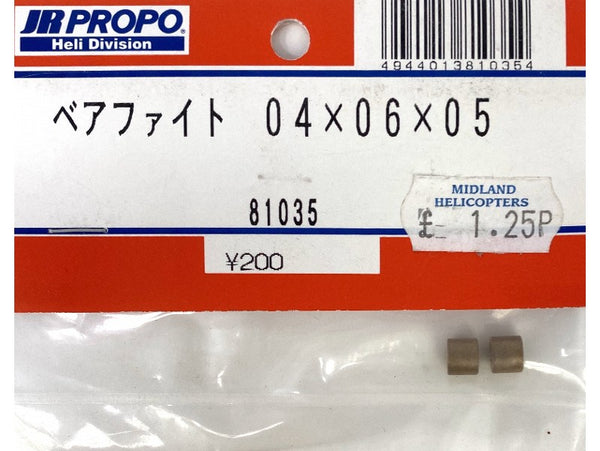 JR PROPO®
Heli Division
4944013810354
ベアファイト 04×06×05
81035
MIDLAND
HELICOPTERS
£ 1.25P
¥200